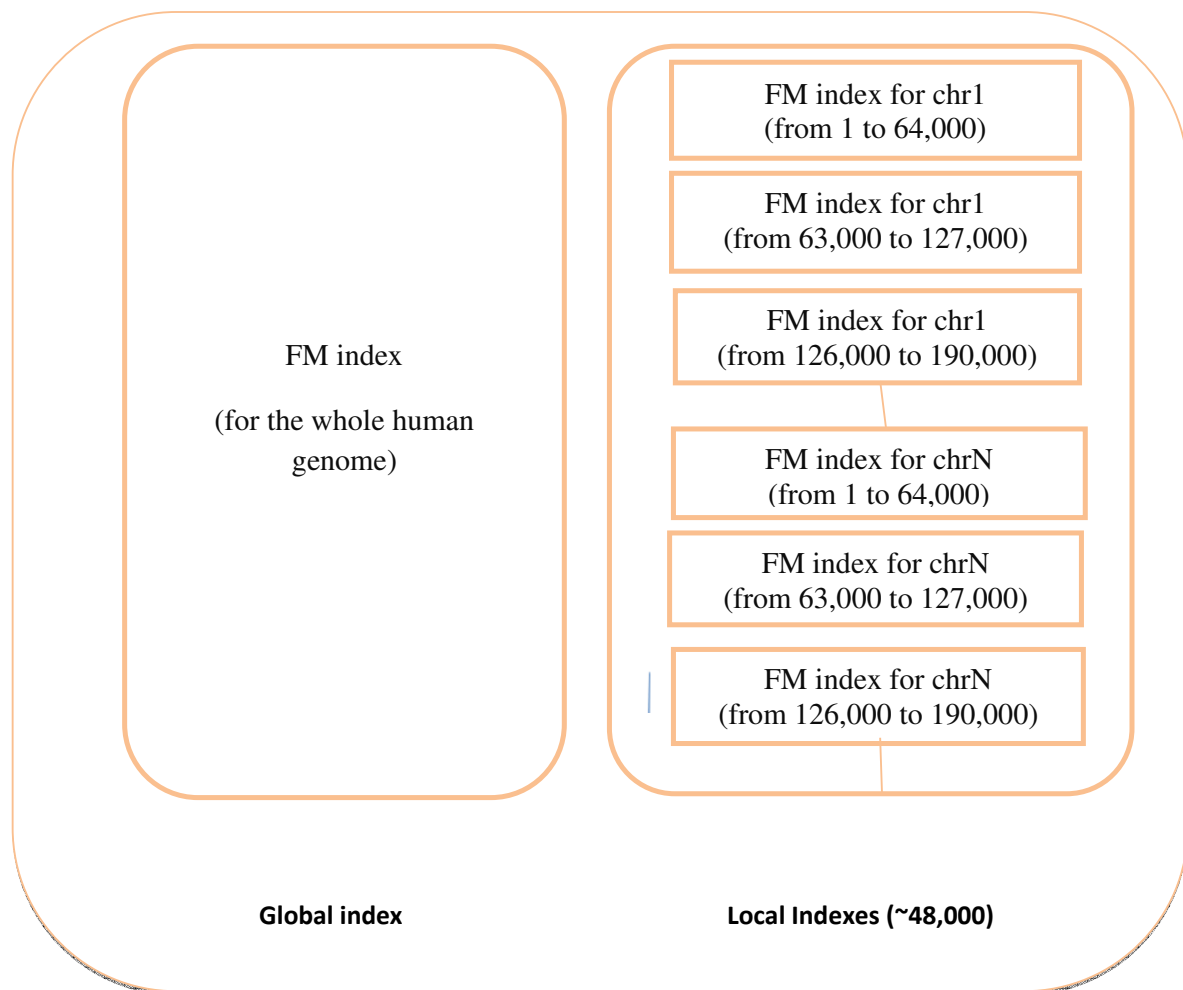 FM index
(for the whole human
genome)
FM index for chr1
(from 1 to 64,000)
FM index for chr1
(from 63,000 to 127,000)
FM index for chr1
(from 126,000 to 190,000)
FM index for chrN
(from 1 to 64,000)
FM index for chrN
(from 63,000 to 127,000)
FM index for chrN
(from 126,000 to 190,000)
Global index
Local Indexes (~48,000)